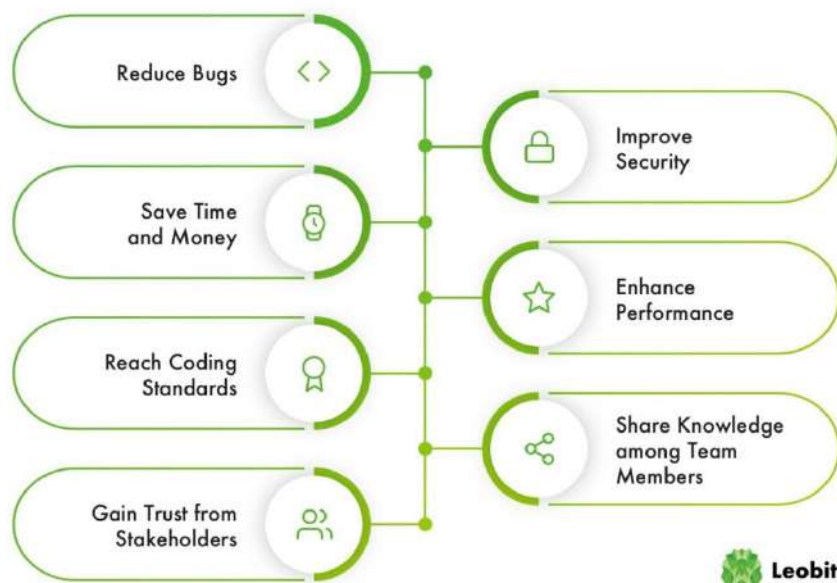 Reduce Bugs
Improve
Security
Save Time
and Money
Enhance
Performance
Reach Coding
Standards
Share Knowledge
among Team
Members
Gain Trust from
Stakeholders
Leobit